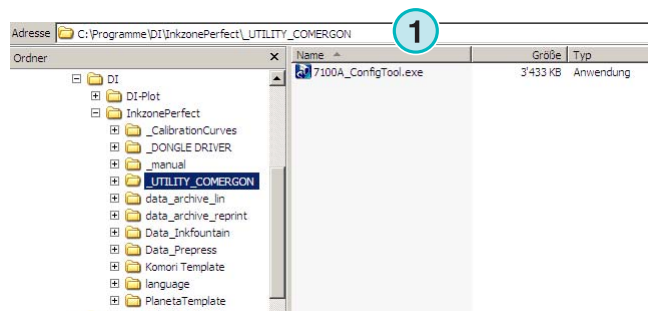 Adresse C:\Programme\DI\InkzonePerfect\_UTILITY_COMERGON
1
Ordner x Name Größe Typ
DI 7100A_ConfigTool.exe 3'433 KB Anwendung
DI-Plot
InkzonePerfect
_CalibrationCurves
_DONGLE DRIVER
_manual
_UTILITY_COMERGON
data_archive_lin
data_archive_reprint
Data_Inkfountain
Data_Prepress
Komori Template
language
PlanetaTemplate